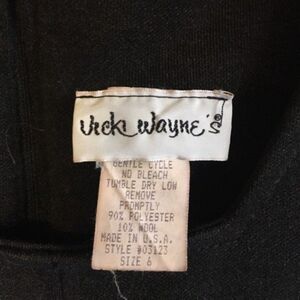 Vicki Wayne's
GENTLE CYCLE
NO BLEACH
TUMBLE DRY LOW
REMOVE
PROMPTLY
90% POLYESTER
10% WOOL
MADE IN U.S.A.
STYLE #03123
SIZE 6